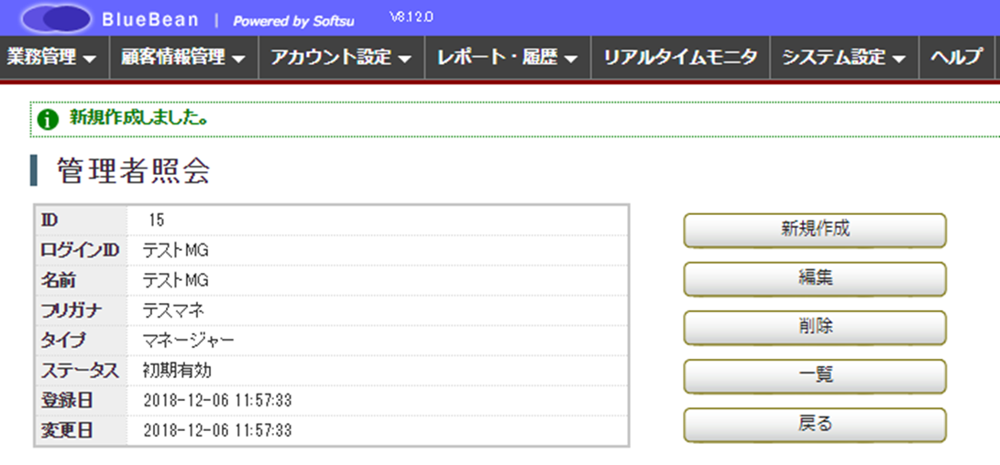 BlueBean | Powered by Softsu V8.12.0
業務管理 顧客情報管理 アカウント設定 レポート・履歴 リアルタイムモニタ システム設定 ヘルプ
新規作成しました。
管理者照会
ID 15
ログインID テストMG
名前 テストMG
フリガナ テスマネ
タイプ マネージャー
ステータス 初期有効
登録日 2018-12-06 11:57:33
変更日 2018-12-06 11:57:33
新規作成
編集
削除
一覧
戻る